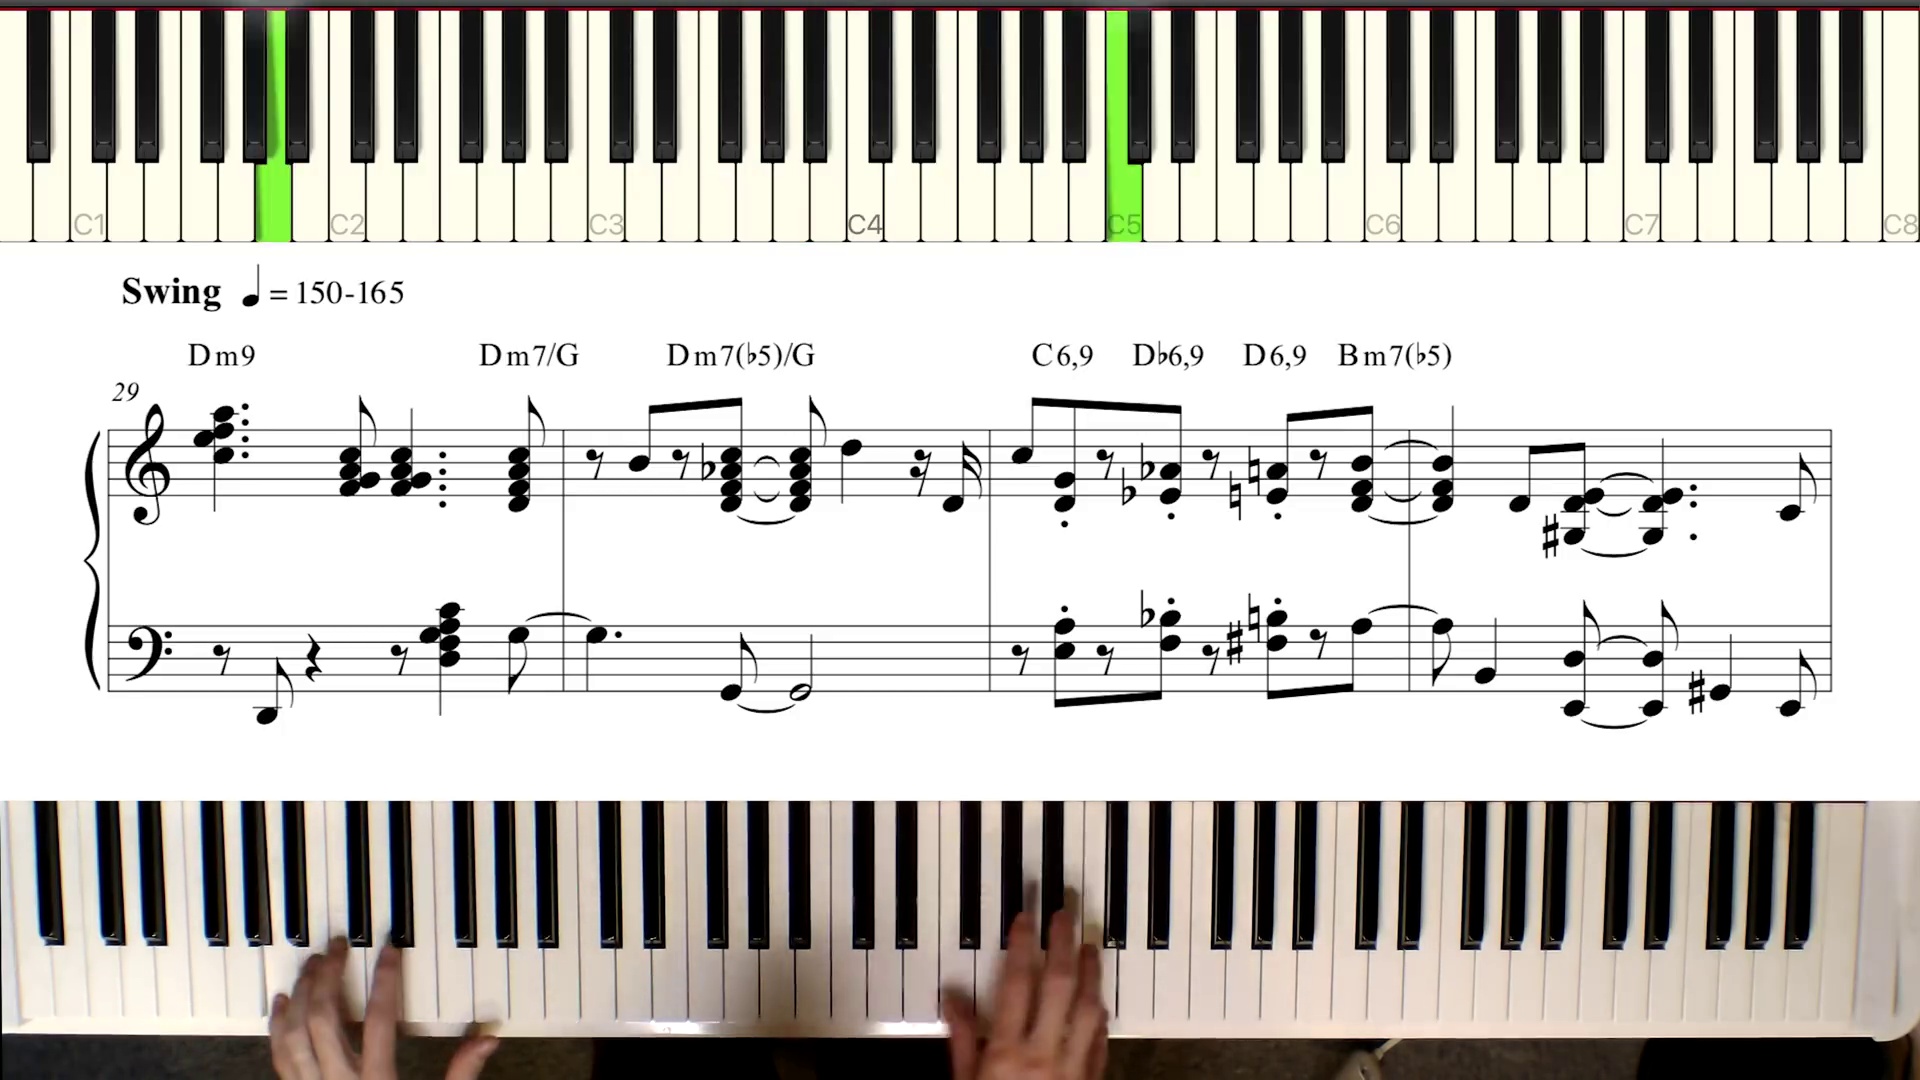 C1 C2 C3 C4 C5 C6 C7 C8
Swing ♩ = 150-165
Dm9 Dm7/G Dm7(♭5)/G C6,9 D♭6,9 D6,9 Bm7(♭5)
29